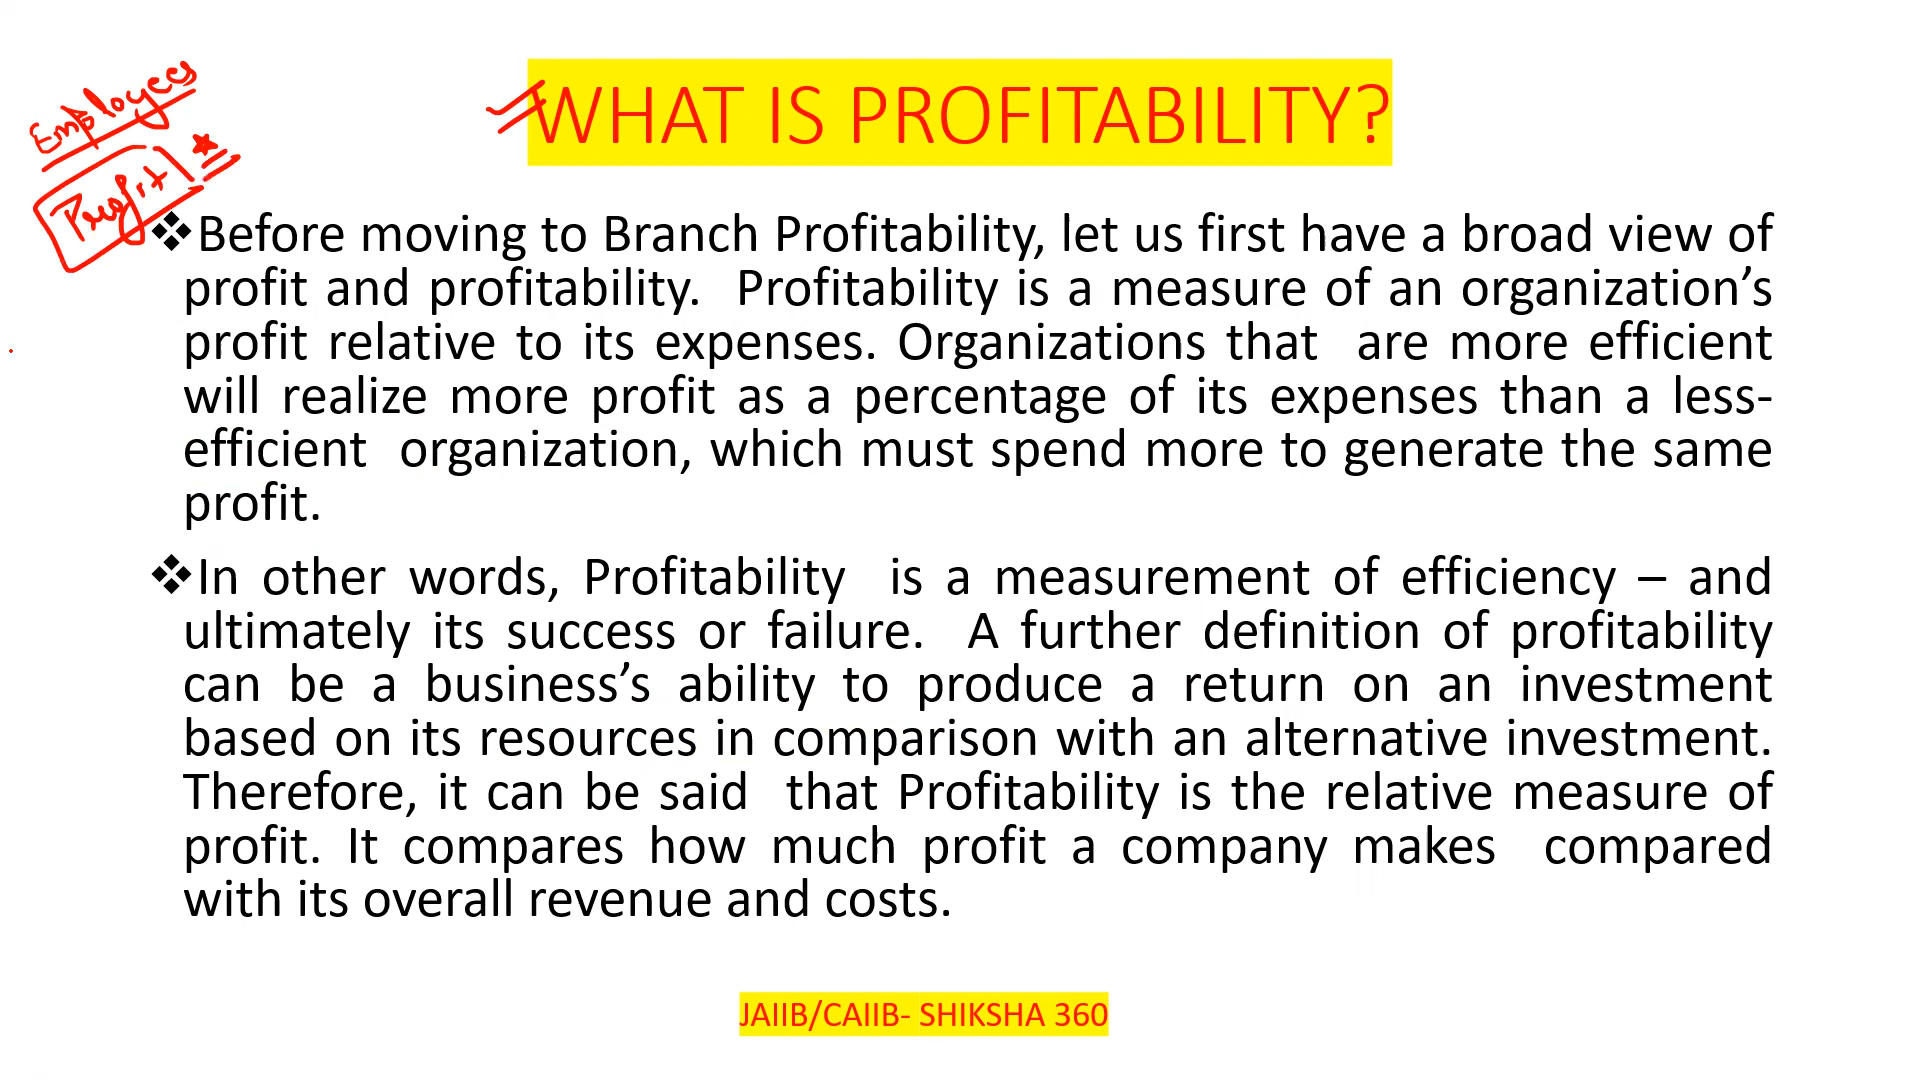 Employees
Profit
WHAT IS PROFITABILITY?
❖Before moving to Branch Profitability, let us first have a broad view of
profit and profitability.  Profitability is a measure of an organization’s
profit relative to its expenses. Organizations that  are more efficient
will realize more profit as a percentage of its expenses than a less-
efficient  organization, which must spend more to generate the same
profit.
❖In other words, Profitability  is a measurement of efficiency – and
ultimately its success or failure.  A further definition of profitability
can be a business’s ability to produce a return on an investment
based on its resources in comparison with an alternative investment.
Therefore, it can be said  that Profitability is the relative measure of
profit. It compares how much profit a company makes  compared
with its overall revenue and costs.
JAIIB/CAIIB- SHIKSHA 360